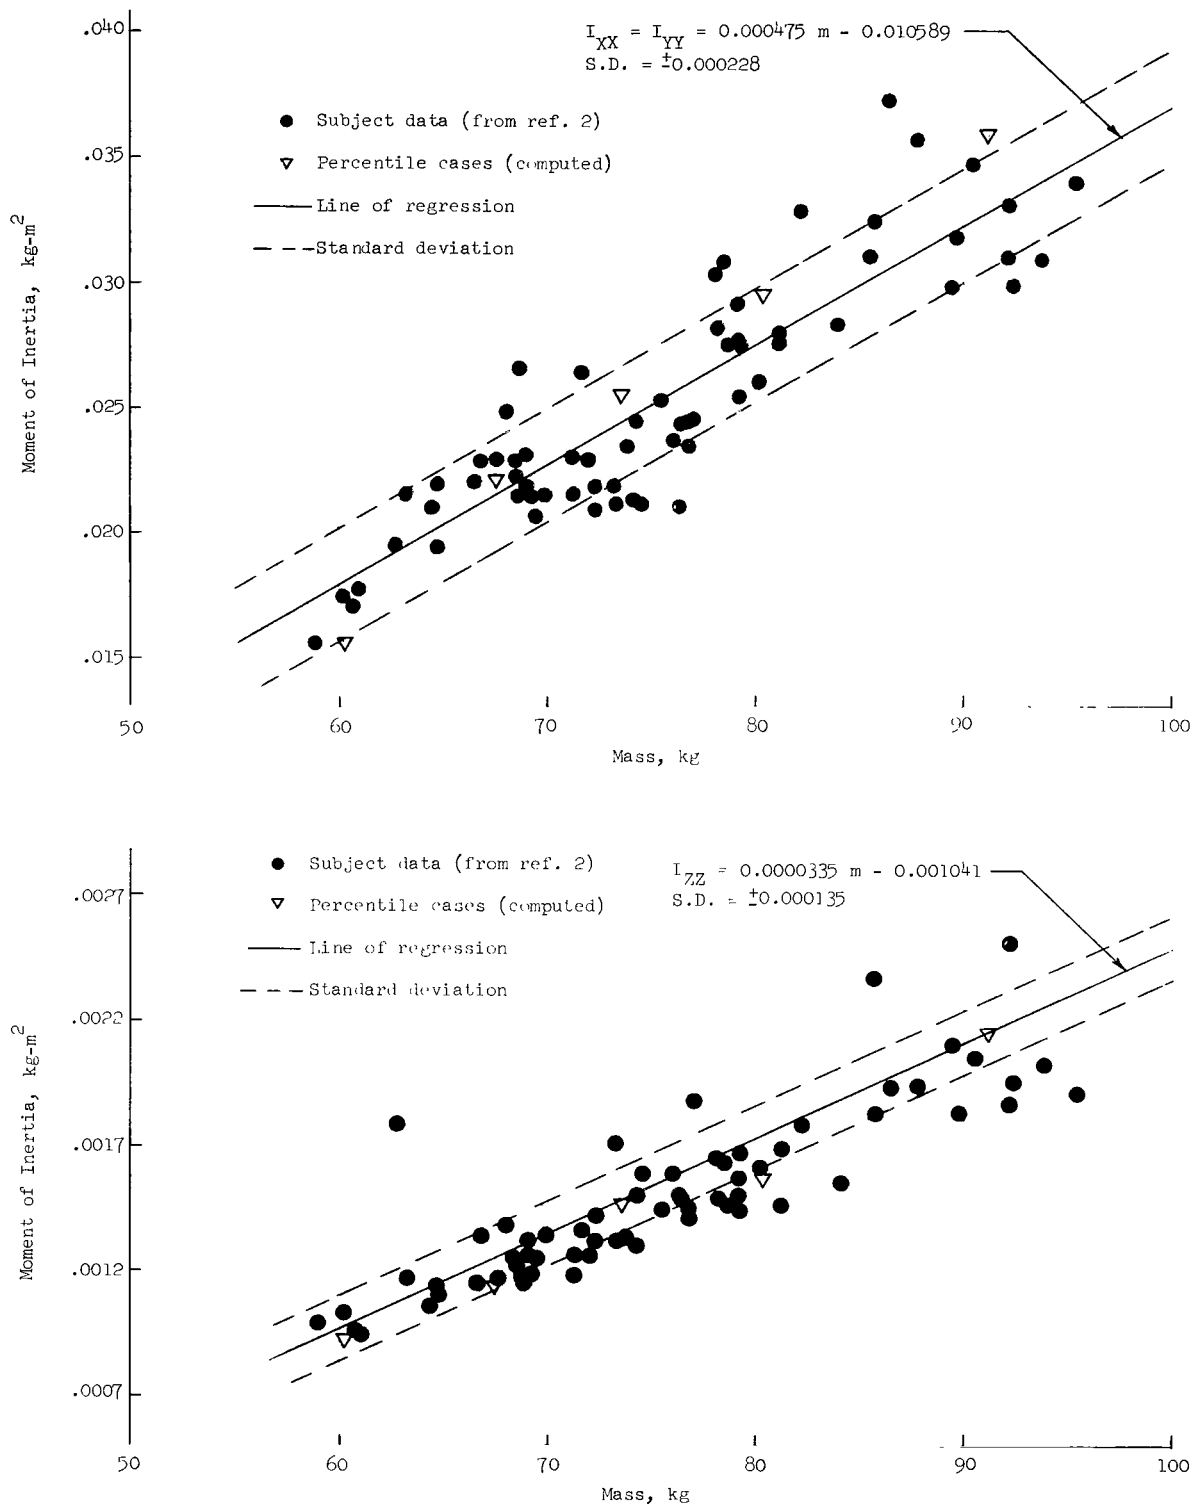 .040
I_XX = I_YY = 0.000475 m - 0.010589
S.D. = ±0.000228
Subject data (from ref. 2)
Percentile cases (computed)
Line of regression
Standard deviation
.035
.030
.025
.020
.015
Moment of Inertia, kg-m²
50 60 70 80 90 100
Mass, kg
Subject data (from ref. 2)
Percentile cases (computed)
Line of regression
Standard deviation
I_ZZ = 0.0000335 m - 0.001041
S.D. = ±0.000135
.0027
.0022
.0017
.0012
.0007
Moment of Inertia, kg-m²
50 60 70 80 90 100
Mass, kg